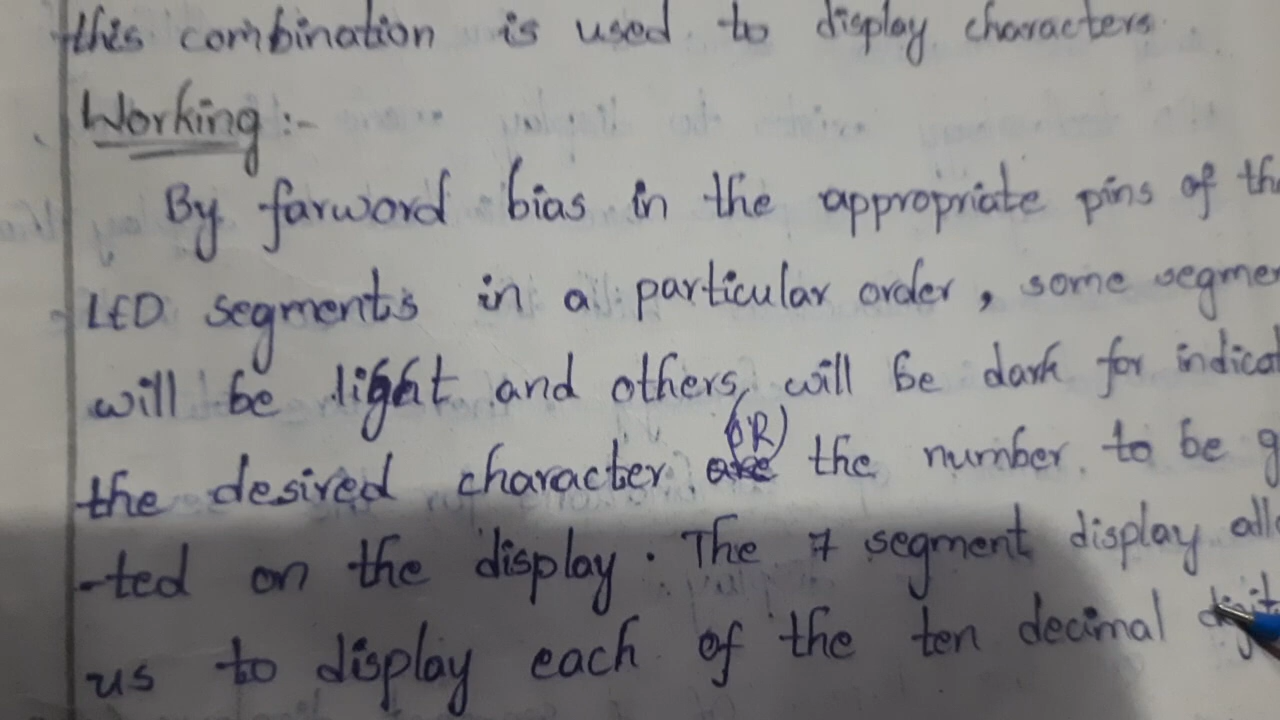 this combination is used to display characters.
Working :-
By farword bias in the appropriate pins of the
LED segments in a particular order, some segmen
will be light and others, will be dark for indicat
(OR)
the desired character are the number to be g
-ted on the display. The 7 segment display all
us to display each of the ten decimal digit